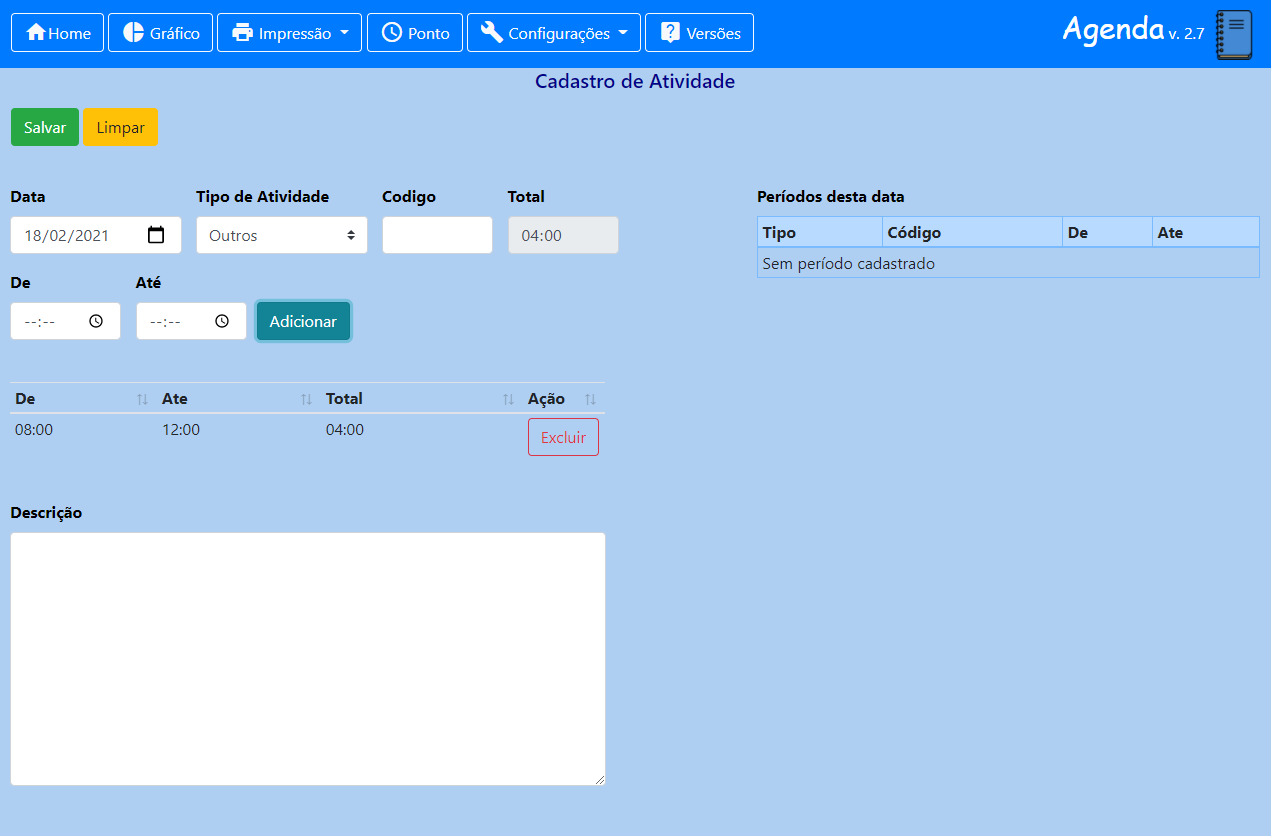 Home Gráfico Impressão Ponto Configurações Versões Agenda v. 2.7
Cadastro de Atividade
Salvar Limpar
Data Tipo de Atividade Codigo Total
18/02/2021 Outros 04:00
De Até
--:-- --:-- Adicionar
De Ate Total Ação
08:00 12:00 04:00 Excluir
Descrição
Períodos desta data
Tipo Código De Ate
Sem período cadastrado